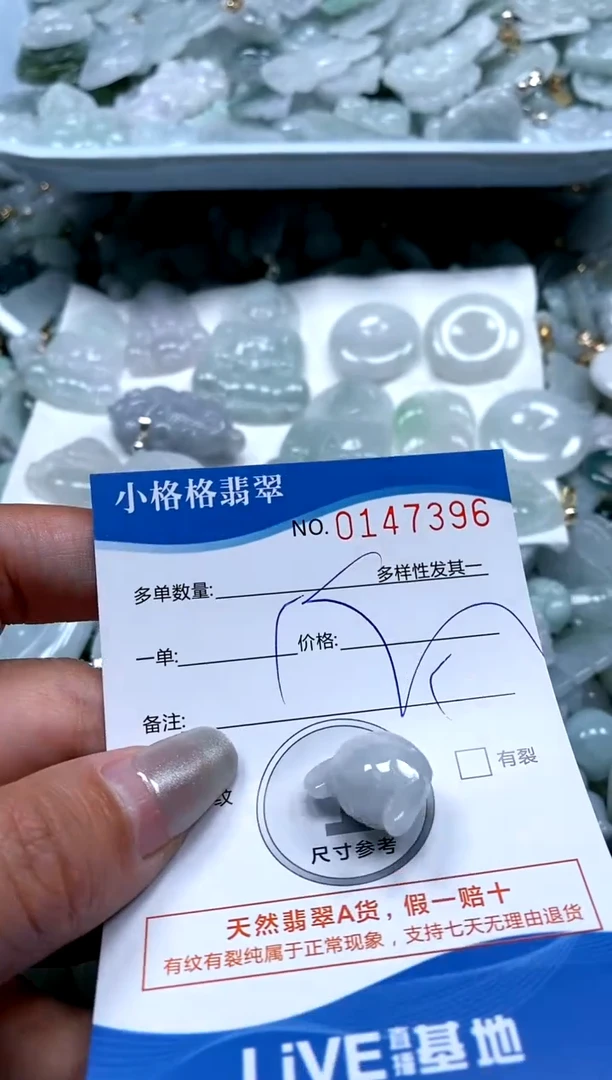 小格格翡翠
NO. 0147396
多单数量: 多样性发其一
一单: 价格:
备注:
纹
有裂
尺寸参考
天然翡翠A货，假一赔十
有纹有裂纯属于正常现象，支持七天无理由退货
LiVE直播基地